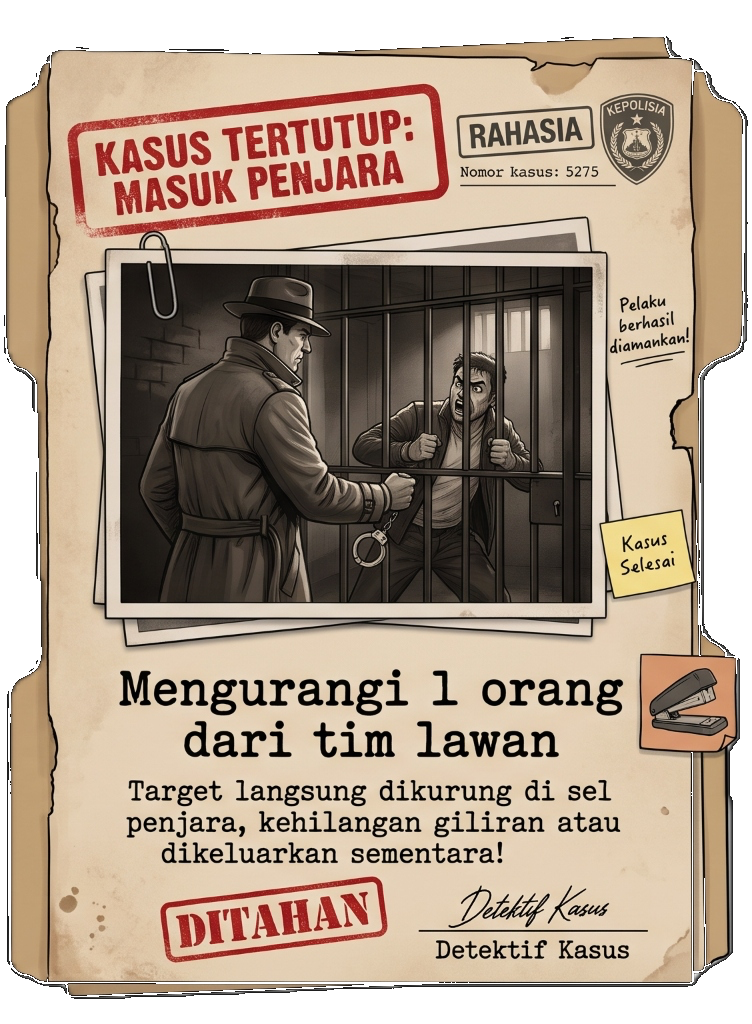 KASUS TERTUTUP:
MASUK PENJARA
RAHASIA
KEPOLISIA
Nomor kasus: 5275
Pelaku
berhasil
diamankan!
Kasus
Selesai
Mengurangi 1 orang
dari tim lawan
Target langsung dikurung di sel
penjara, kehilangan giliran atau
dikeluarkan sementara!
DITAHAN
Detektif Kasus
Detektif Kasus